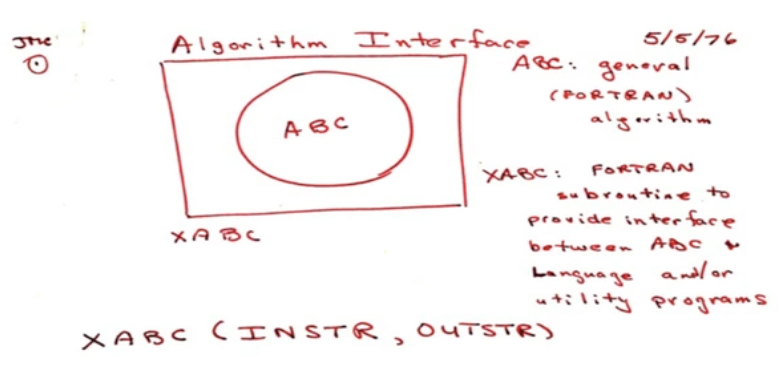 JMC
Algorithm Interface
5/5/76
ABC: general
(FORTRAN)
algorithm
ABC
XABC: FORTRAN
subroutine to
provide interface
between ABC &
Language and/or
utility programs
XABC
XABC (INSTR, OUTSTR)